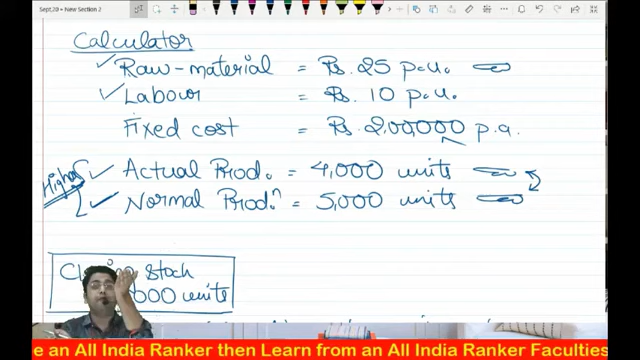 Sept,20 - New Section 2
Calculator
Raw-material = Rs. 25 p.u.
Labour = Rs. 10 p.u.
Fixed cost = Rs. 2,00,000 p.a.
Higher
Actual Prod. = 4,000 units
Normal Prodn = 5,000 units
Stock
000 units
e an All India Ranker then Learn from an All India Ranker Faculties